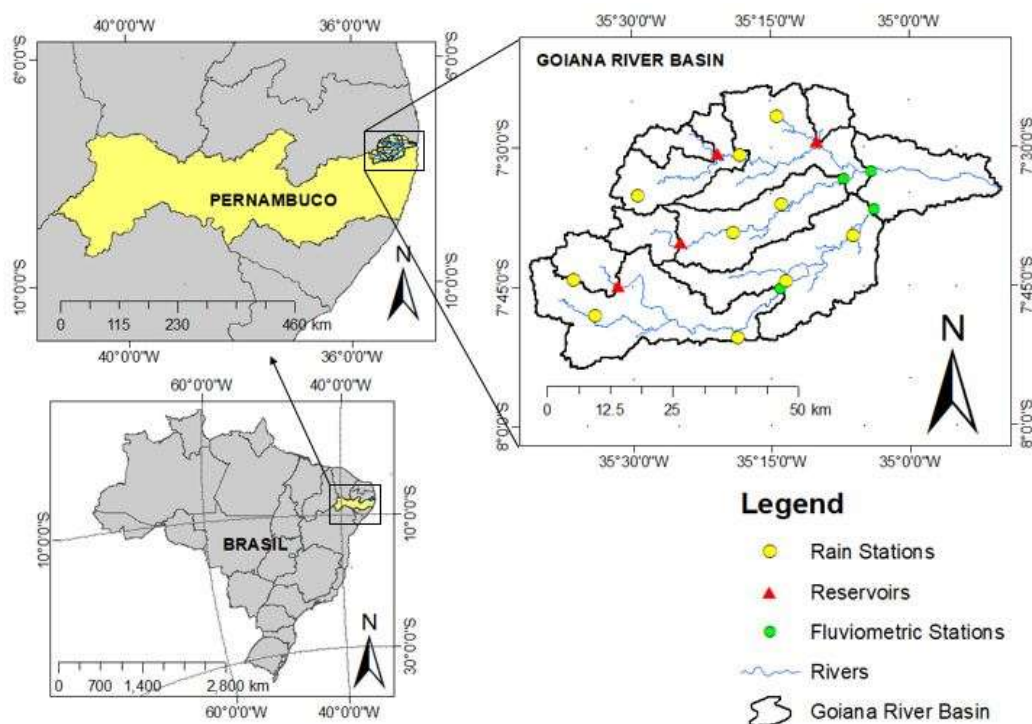 40°0'0"W 36°0'0"W
6°0'0"S 6°0'0"S
PERNAMBUCO
N
10°0'0"S 10°0'0"S
0 115 230 460 km
40°0'0"W 36°0'0"W
35°30'0"W 35°15'0"W 35°0'0"W
GOIANA RIVER BASIN
7°30'0"S 7°30'0"S
7°45'0"S 7°45'0"S
N
0 12.5 25 50 km
8°0'0"S 8°0'0"S
35°30'0"W 35°15'0"W 35°0'0"W
60°0'0"W 40°0'0"W
10°0'0"S 10°0'0"S
BRASIL
N
30°0'0"S
0 700 1,400 2,800 km
60°0'0"W 40°0'0"W
Legend
Rain Stations
Reservoirs
Fluviometric Stations
Rivers
Goiana River Basin